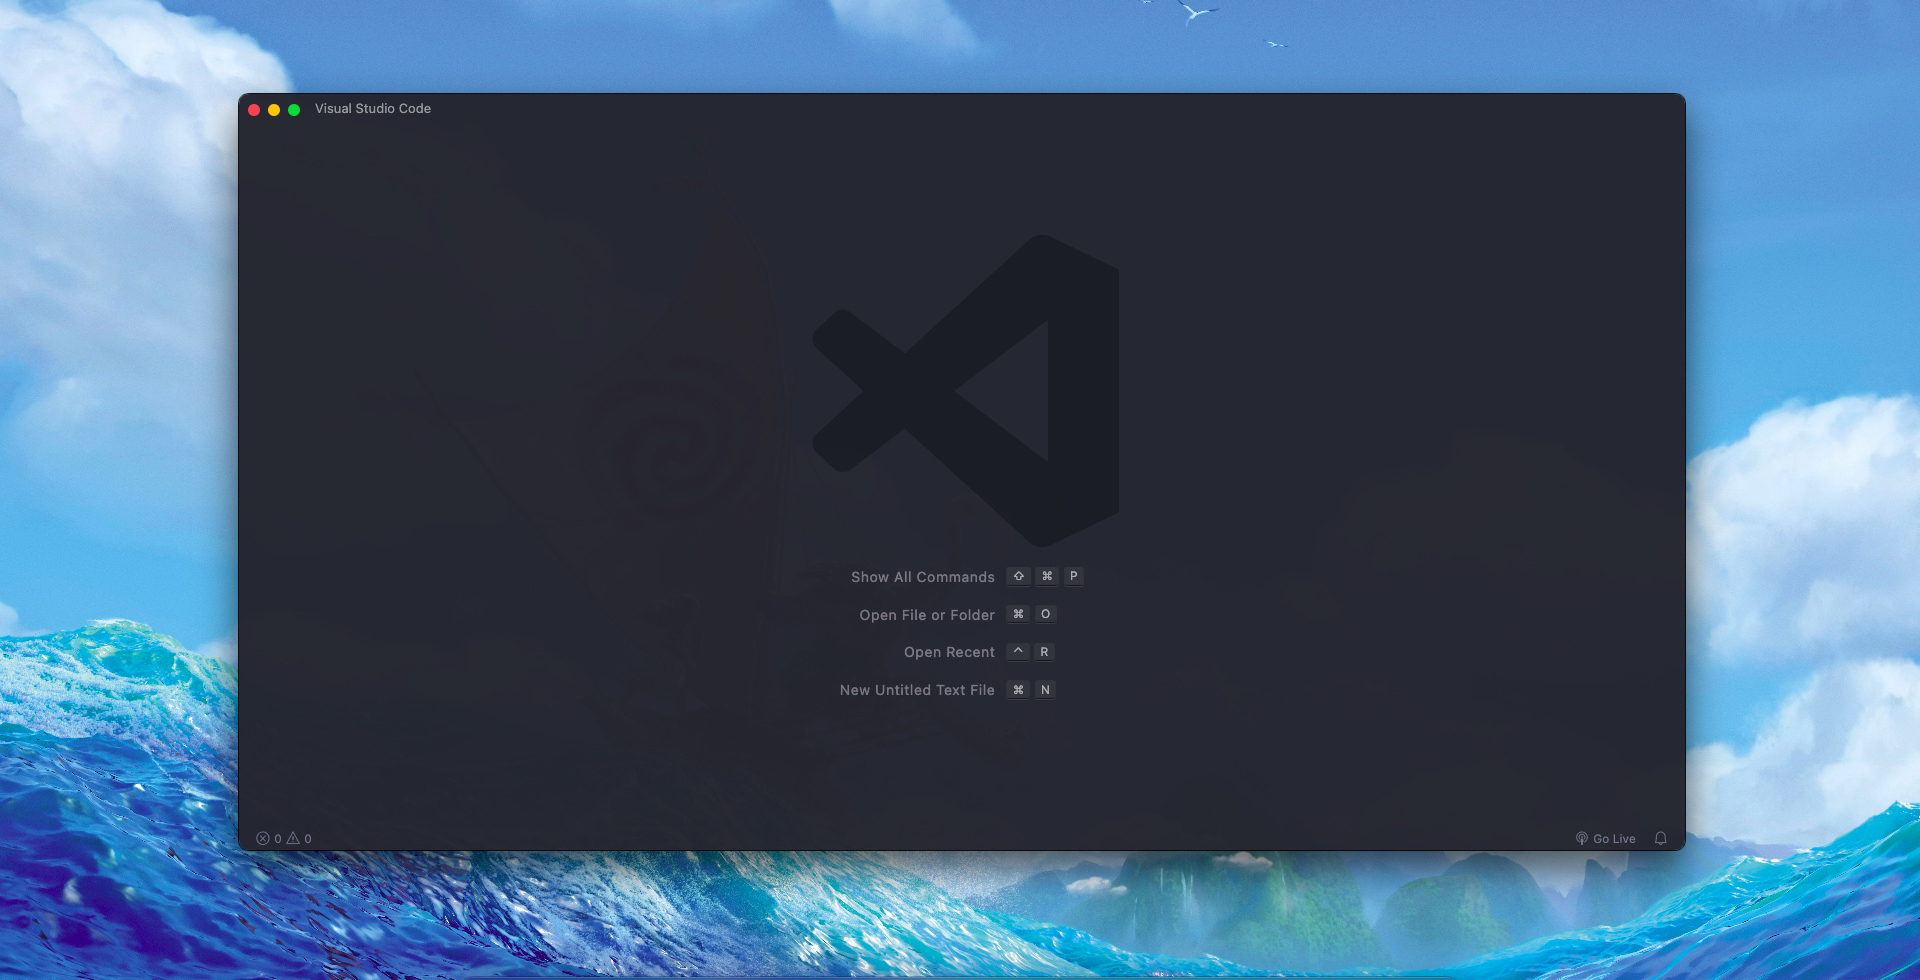 Visual Studio Code
Show All Commands ⇧ ⌘ P
Open File or Folder ⌘ O
Open Recent ^ R
New Untitled Text File ⌘ N
0 0
Go Live